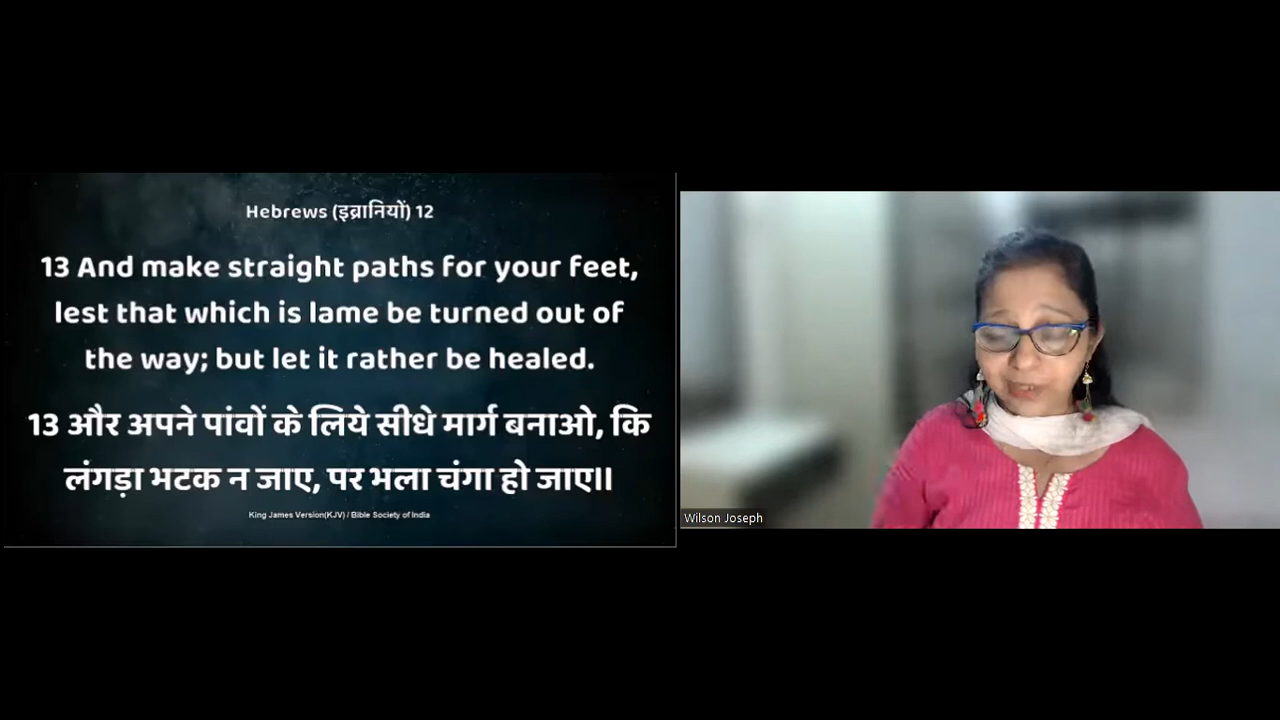 Hebrews (इब्रानियों) 12
13 And make straight paths for your feet,
lest that which is lame be turned out of
the way; but let it rather be healed.
13 और अपने पांवों के लिये सीधे मार्ग बनाओ, कि
लंगड़ा भटक न जाए, पर भला चंगा हो जाए॥
King James Version(KJV) / Bible Society of India
Wilson Joseph